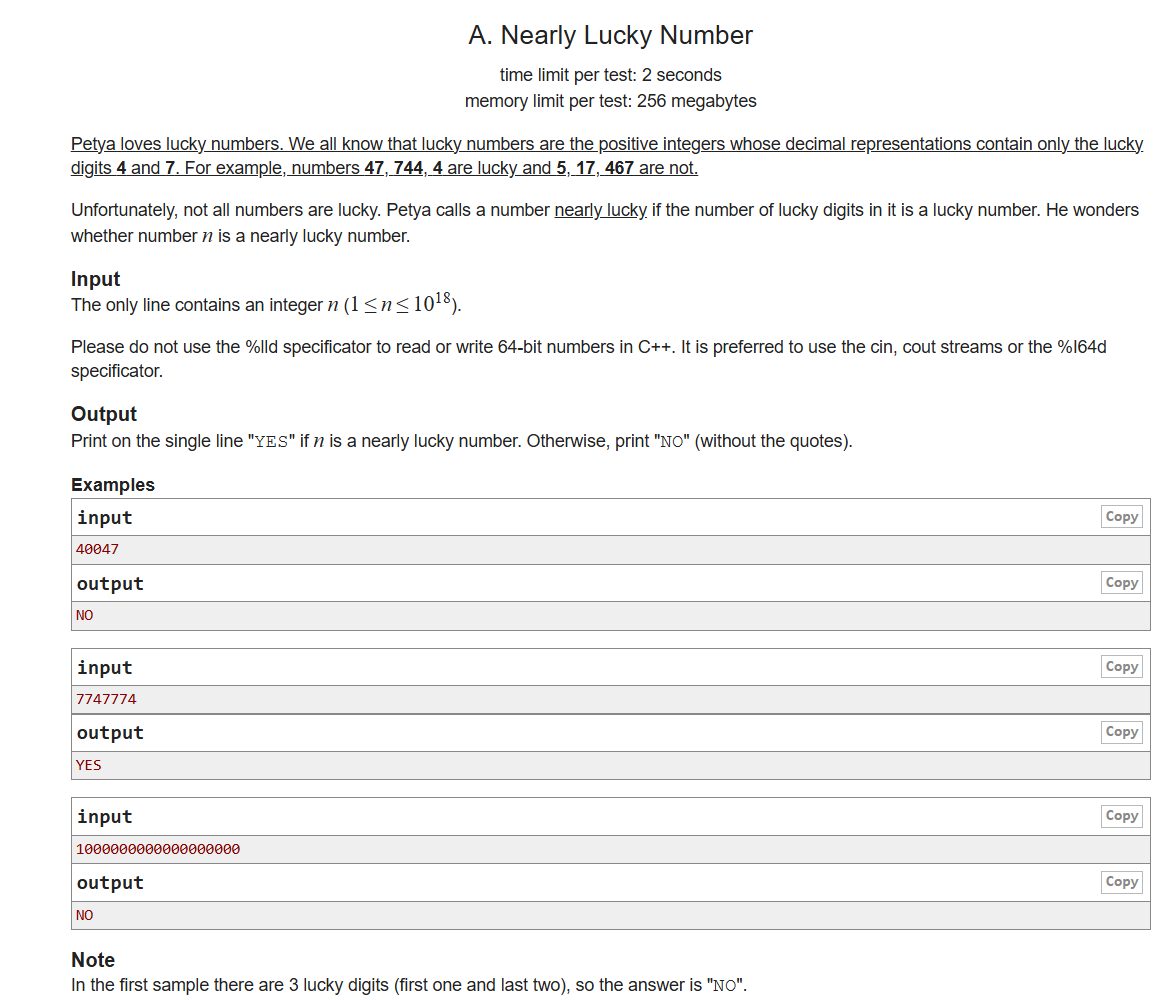 A. Nearly Lucky Number
time limit per test: 2 seconds
memory limit per test: 256 megabytes
Petya loves lucky numbers. We all know that lucky numbers are the positive integers whose decimal representations contain only the lucky
digits 4 and 7. For example, numbers 47, 744, 4 are lucky and 5, 17, 467 are not.
Unfortunately, not all numbers are lucky. Petya calls a number nearly lucky if the number of lucky digits in it is a lucky number. He wonders
whether number n is a nearly lucky number.
Input
The only line contains an integer n (1 ≤ n ≤ 10¹⁸).
Please do not use the %lld specificator to read or write 64-bit numbers in C++. It is preferred to use the cin, cout streams or the %I64d
specificator.
Output
Print on the single line "YES" if n is a nearly lucky number. Otherwise, print "NO" (without the quotes).
Examples
input Copy
40047
output Copy
NO
input Copy
7747774
output Copy
YES
input Copy
1000000000000000000
output Copy
NO
Note
In the first sample there are 3 lucky digits (first one and last two), so the answer is "NO".